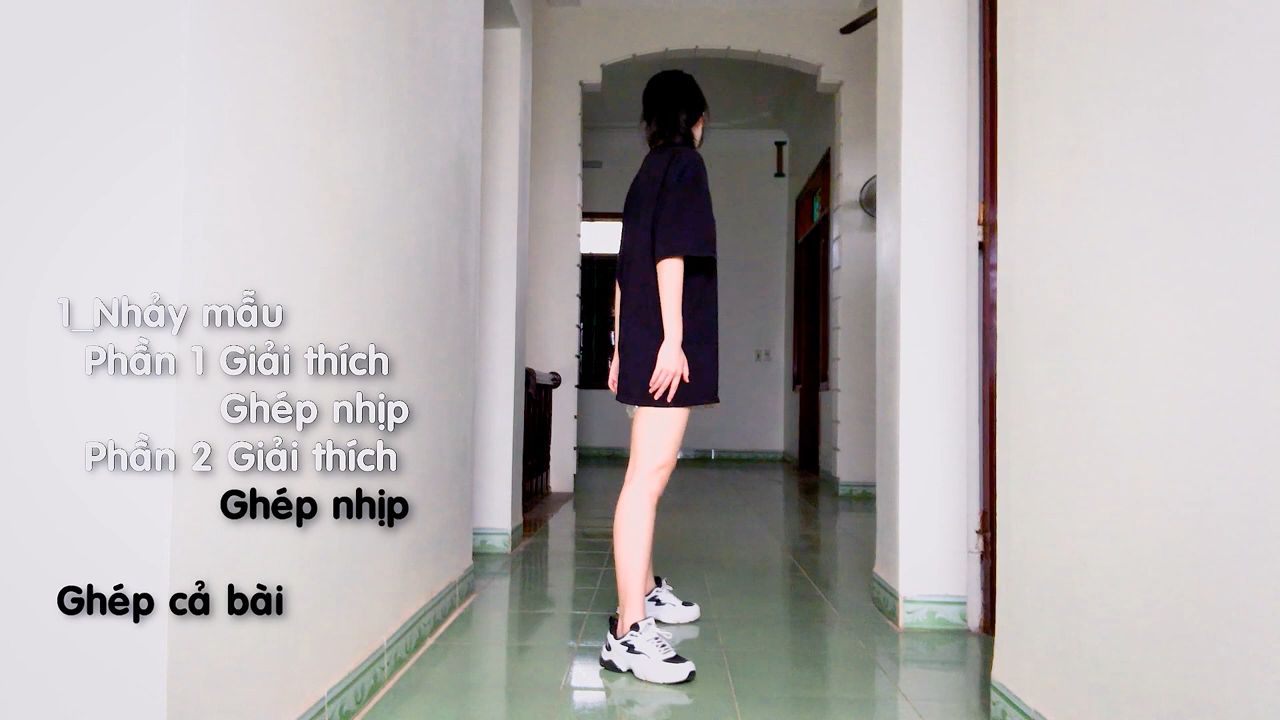 1_Nhảy mẫu
Phần 1 Giải thích
Ghép nhịp
Phần 2 Giải thích
Ghép nhịp
Ghép cả bài